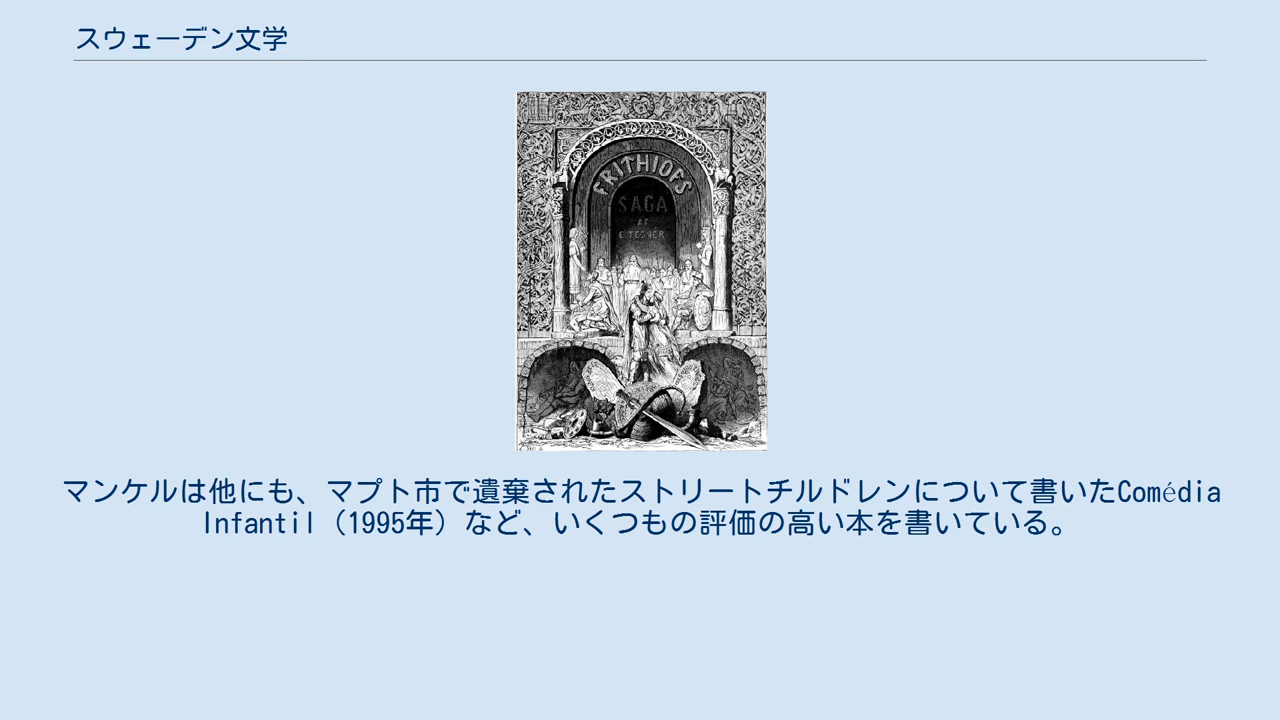 スウェーデン文学
FRITHIOFS
SAGA
AF
E. TEGNÉR
マンケルは他にも、マプト市で遺棄されたストリートチルドレンについて書いたComédia
Infantil（1995年）など、いくつもの評価の高い本を書いている。